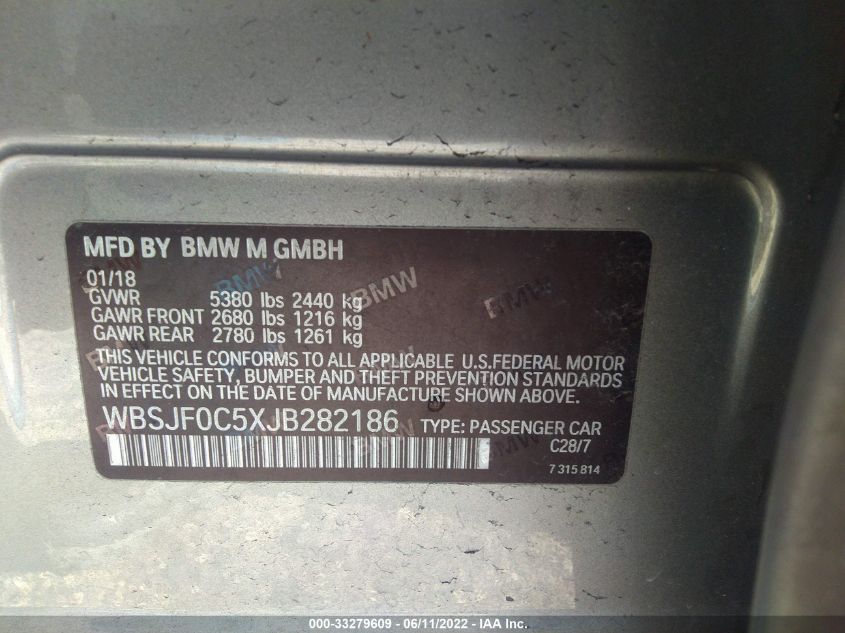 MFD BY BMW M GMBH
01/18
GVWR 5380 lbs 2440 kg
GAWR FRONT 2680 lbs 1216 kg
GAWR REAR 2780 lbs 1261 kg
THIS VEHICLE CONFORMS TO ALL APPLICABLE U.S.FEDERAL MOTOR
VEHICLE SAFETY, BUMPER AND THEFT PREVENTION STANDARDS
IN EFFECT ON THE DATE OF MANUFACTURE SHOWN ABOVE.
WBSJF0C5XJB282186 TYPE: PASSENGER CAR
C28/7
7 315 814
BMW
BMW
BMW
000-33279609 - 06/11/2022 - IAA Inc.